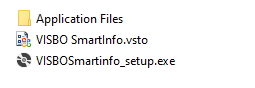 Application Files
VISBO SmartInfo.vsto
VISBOSmartinfo_setup.exe